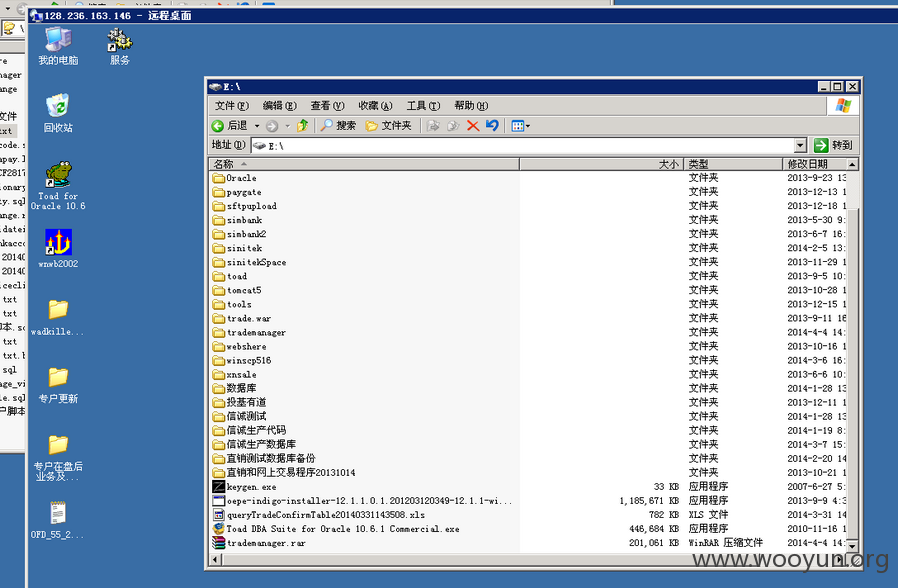 128.236.163.146 - 远程桌面
我的电脑
服务
回收站
Toad for
Oracle 10.6
wnwb2002
wadkille...
专户更新
专户在盘后
业务及...
OFD_55_2...
E:\
文件(F) 编辑(E) 查看(V) 收藏(A) 工具(T) 帮助(H)
后退 搜索 文件夹
地址(D) E:\ 转到
名称 大小 类型 修改日期
Oracle 文件夹 2013-9-23 13
paygate 文件夹 2013-12-13 1
sftpupload 文件夹 2013-12-18 1
simbank 文件夹 2013-5-30 9:
simbank2 文件夹 2013-6-7 16:
sinitek 文件夹 2014-2-5 13:
sinitekSpace 文件夹 2013-11-29 1
toad 文件夹 2013-9-5 10:
tomcat5 文件夹 2013-10-28 1
tools 文件夹 2013-12-15 1
trade.war 文件夹 2013-9-11 16
trademanager 文件夹 2014-4-4 14:
webshere 文件夹 2013-10-16 1
winscp516 文件夹 2014-3-6 16:
xnsale 文件夹 2013-6-6 10:
数据库 文件夹 2014-1-28 13
投基有道 文件夹 2013-12-11 1
信诚测试 文件夹 2014-1-28 13
信诚生产代码 文件夹 2014-1-19 8:
信诚生产数据库 文件夹 2014-3-7 15:
直销测试数据库备份 文件夹 2014-2-20 14
直销和网上交易程序20131014 文件夹 2013-10-21 1
keygen.exe 33 KB 应用程序 2007-6-27 5:
oepe-indigo-installer-12.1.1.0.1.201203120349-12.1.1-wi... 1,185,671 KB 应用程序 2013-9-9 4:3
queryTradeConfirmTable20140331143508.xls 782 KB XLS 文件 2014-3-31 14
Toad DBA Suite for Oracle 10.6.1 Commercial.exe 446,684 KB 应用程序 2010-11-16 1
trademanager.rar 201,061 KB WinRAR 压缩文件 2014-4-4 14:
www.wooyun.org